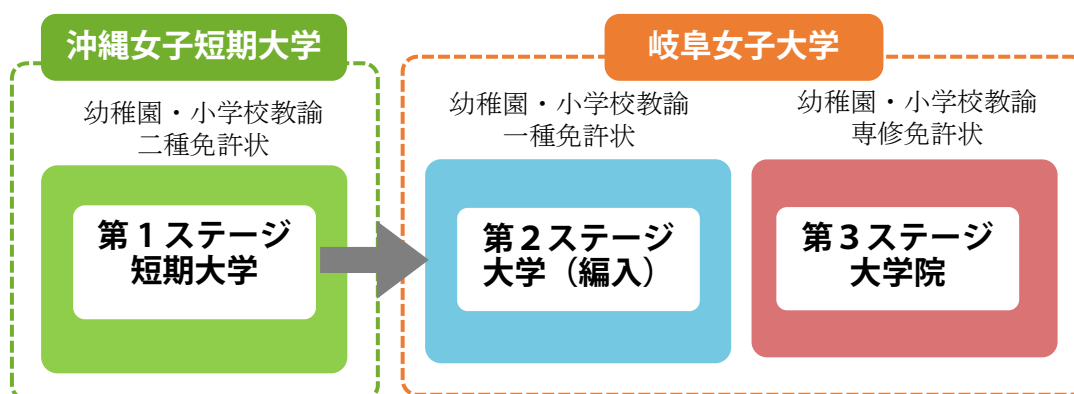 沖縄女子短期大学
幼稚園・小学校教諭
二種免許状
第1ステージ
短期大学
岐阜女子大学
幼稚園・小学校教諭
一種免許状
第2ステージ
大学（編入）
幼稚園・小学校教諭
専修免許状
第3ステージ
大学院